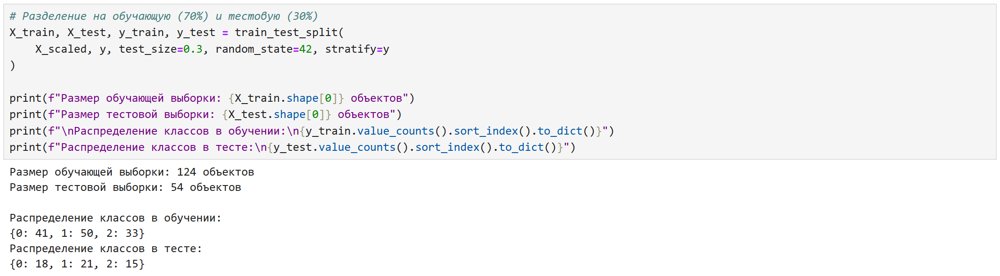 # Разделение на обучающую (70%) и тестовую (30%)
X_train, X_test, y_train, y_test = train_test_split(
    X_scaled, y, test_size=0.3, random_state=42, stratify=y
)

print(f"Размер обучающей выборки: {X_train.shape[0]} объектов")
print(f"Размер тестовой выборки: {X_test.shape[0]} объектов")
print(f"\nРаспределение классов в обучении:\n{y_train.value_counts().sort_index().to_dict()}")
print(f"Распределение классов в тесте:\n{y_test.value_counts().sort_index().to_dict()}")
Размер обучающей выборки: 124 объектов
Размер тестовой выборки: 54 объектов

Распределение классов в обучении:
{0: 41, 1: 50, 2: 33}
Распределение классов в тесте:
{0: 18, 1: 21, 2: 15}